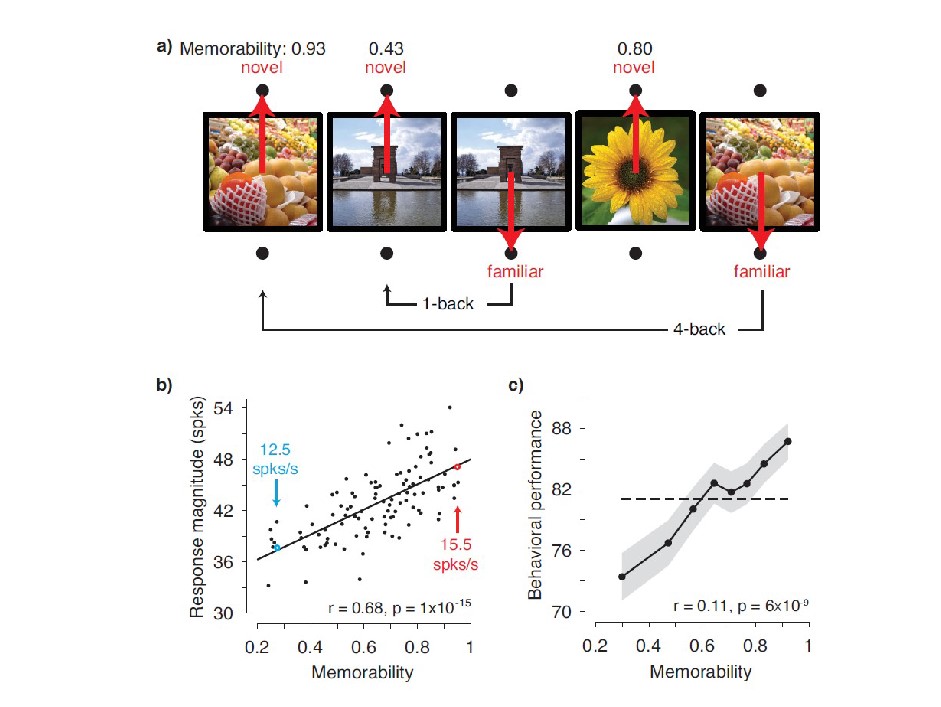 a) Memorability: 0.93 0.43 0.80
novel novel novel
familiar familiar
1-back
4-back
b) c)
Response magnitude (spks)
54
48
42
36
30
12.5
spks/s
15.5
spks/s
r = 0.68, p = 1x10⁻¹⁵
0.2 0.4 0.6 0.8 1
Memorability
Behavioral performance
88
82
76
70
r = 0.11, p = 6x10⁻⁹
0.2 0.4 0.6 0.8 1
Memorability